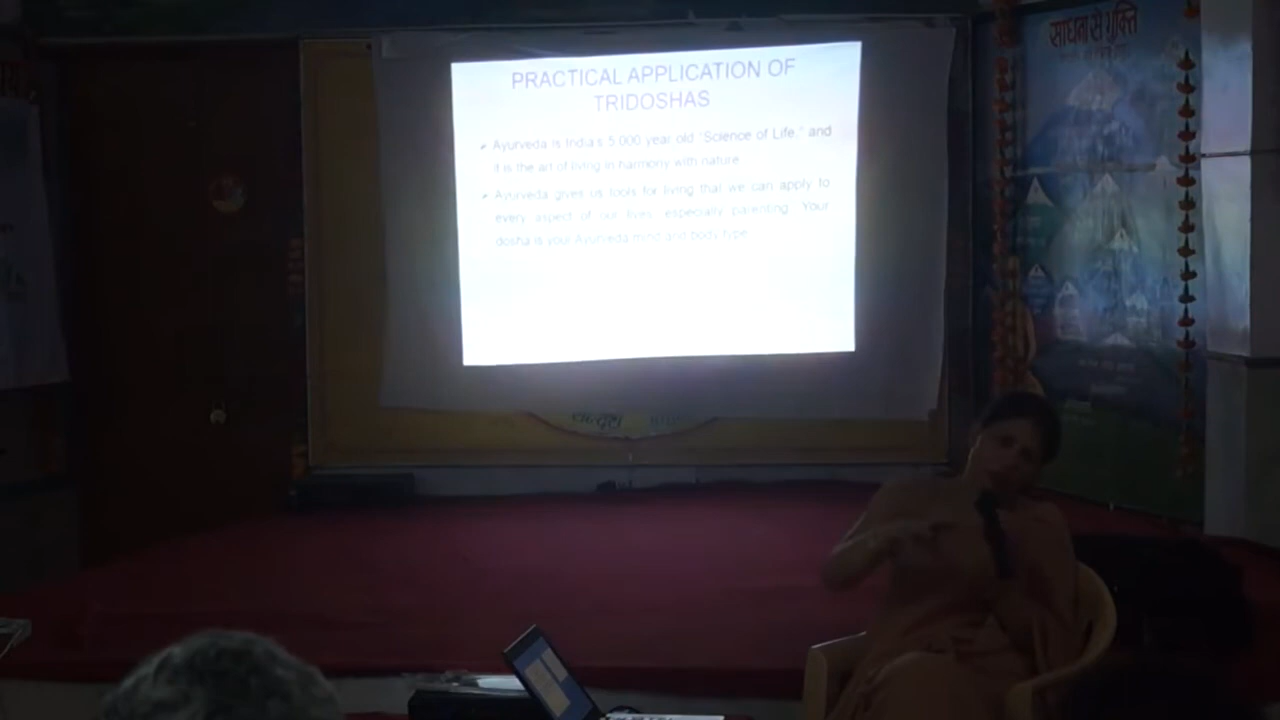 साधना से मुक्ति
PRACTICAL APPLICATION OF
TRIDOSHAS
Ayurveda is India's 5,000 year old "Science of Life," and
it is the art of living in harmony with nature.
Ayurveda gives us tools for living that we can apply to
every aspect of our lives, especially parenting. Your
dosha is your Ayurveda mind and body type.